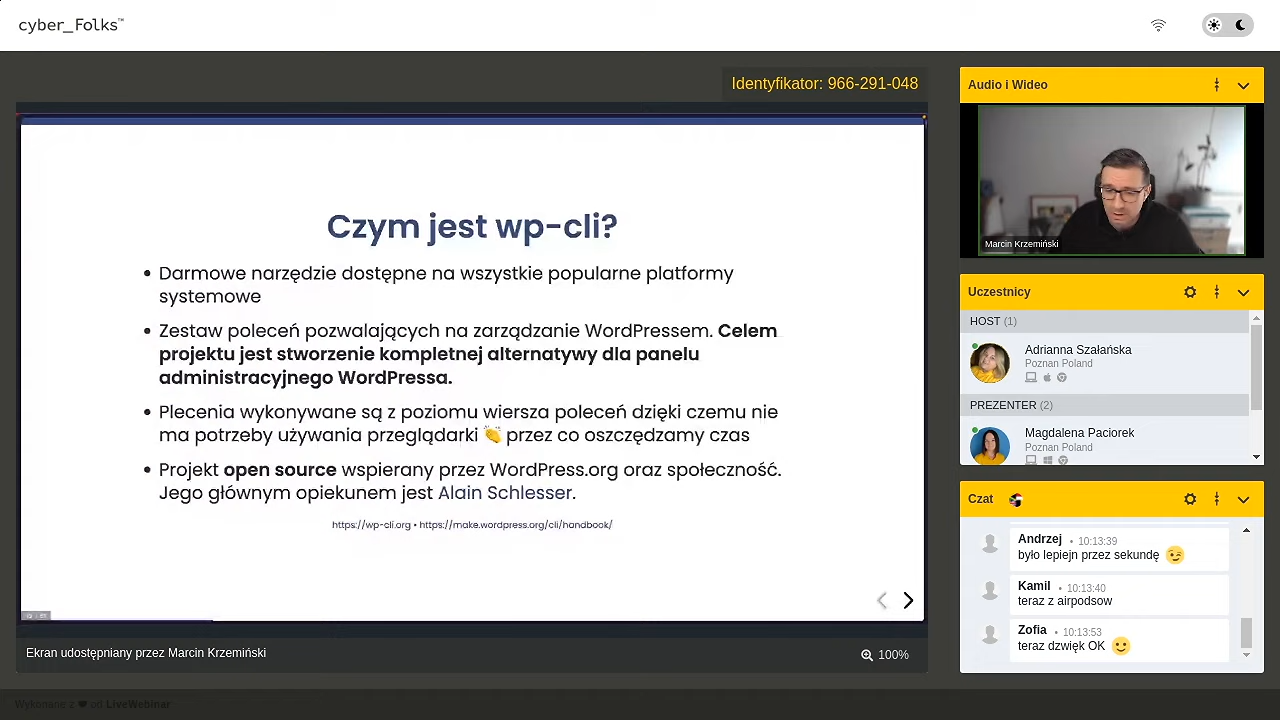 cyber_Folks™
Identyfikator: 966-291-048
Czym jest wp-cli?
• Darmowe narzędzie dostępne na wszystkie popularne platformy
systemowe
• Zestaw poleceń pozwalających na zarządzanie WordPressem. Celem
projektu jest stworzenie kompletnej alternatywy dla panelu
administracyjnego WordPressa.
• Plecenia wykonywane są z poziomu wiersza poleceń dzięki czemu nie
ma potrzeby używania przeglądarki 👏 przez co oszczędzamy czas
• Projekt open source wspierany przez WordPress.org oraz społeczność.
Jego głównym opiekunem jest Alain Schlesser.
https://wp-cli.org • https://make.wordpress.org/cli/handbook/
Ekran udostępniany przez Marcin Krzemiński
100%
Audio i Wideo
Marcin Krzemiński
Uczestnicy
HOST (1)
Adrianna Szałańska
Poznan Poland
PREZENTER (2)
Magdalena Paciorek
Poznan Poland
Czat
Andrzej • 10:13:39
było lepiejn przez sekundę 😉
Kamil • 10:13:40
teraz z airpodsow
Zofia • 10:13:53
teraz dzwięk OK 🙂
Wykonane z ❤ od LiveWebinar